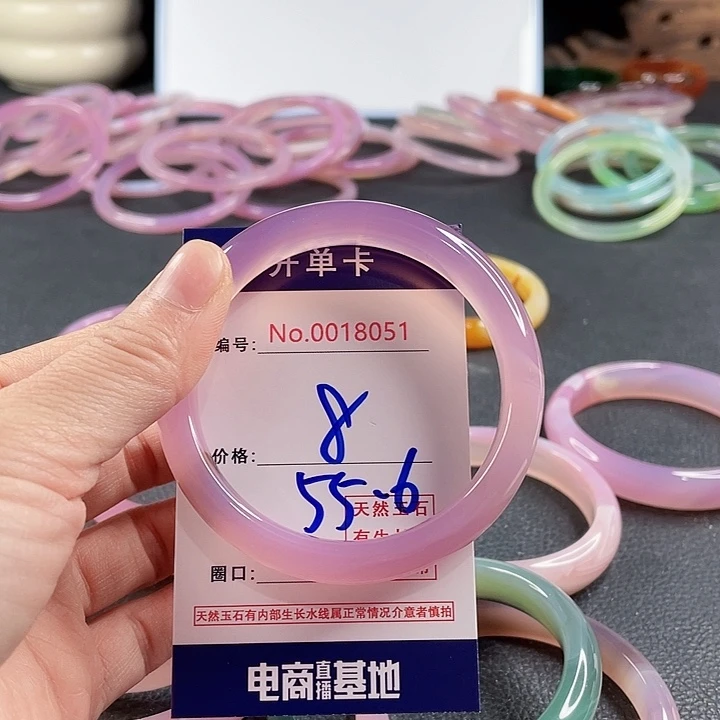 开单卡
编号: No.0018051
8
价格:
55-6
天然玉石
有生
圈口:
天然玉石有内部生长水线属正常情况介意者慎拍
电商直播基地